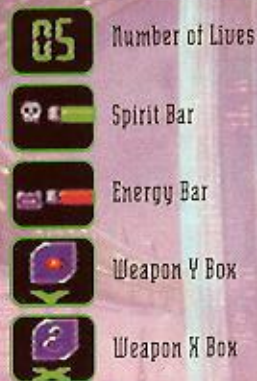 05 Number of Lives
Spirit Bar
Energy Bar
Weapon Y Box
Weapon X Box